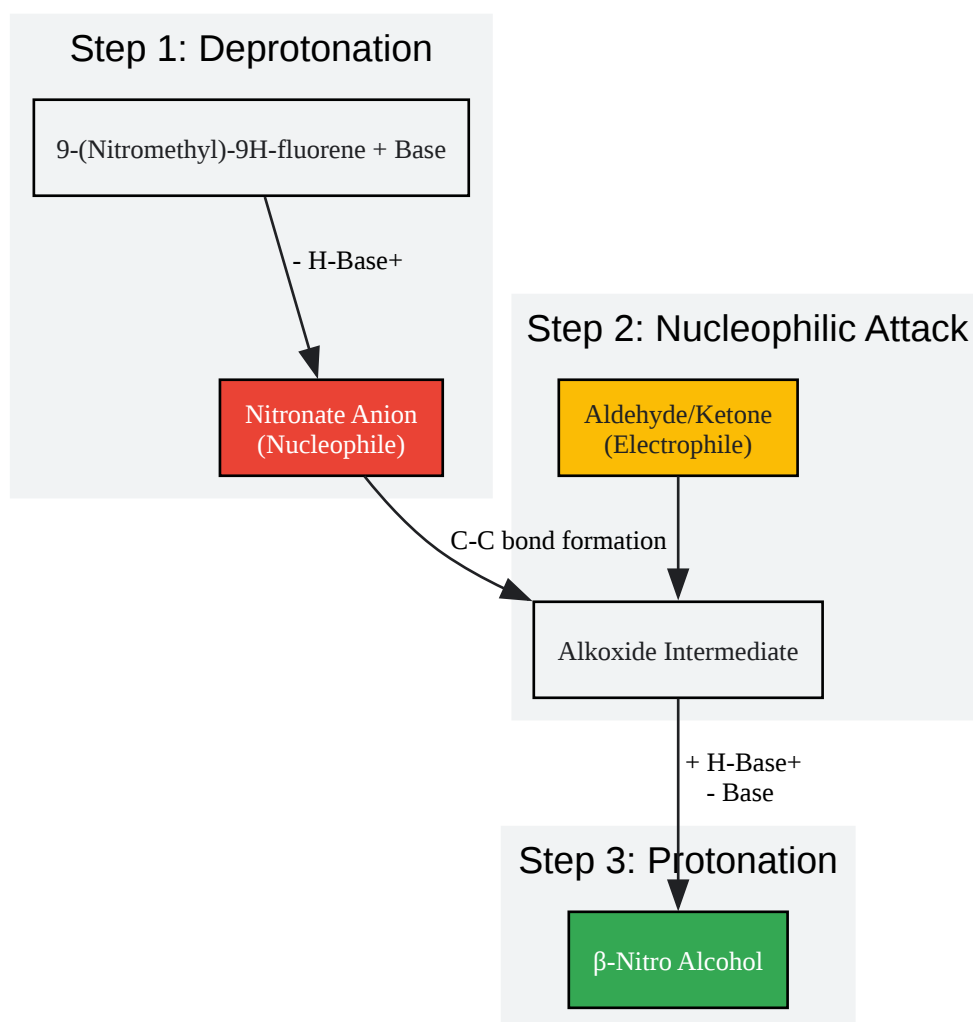 Step 1: Deprotonation
9-(Nitromethyl)-9H-fluorene + Base
- H-Base+
Step 2: Nucleophilic Attack
Nitronate Anion
(Nucleophile)
Aldehyde/Ketone
(Electrophile)
C-C bond formation
Alkoxide Intermediate
+ H-Base+
- Base
Step 3: Protonation
β-Nitro Alcohol